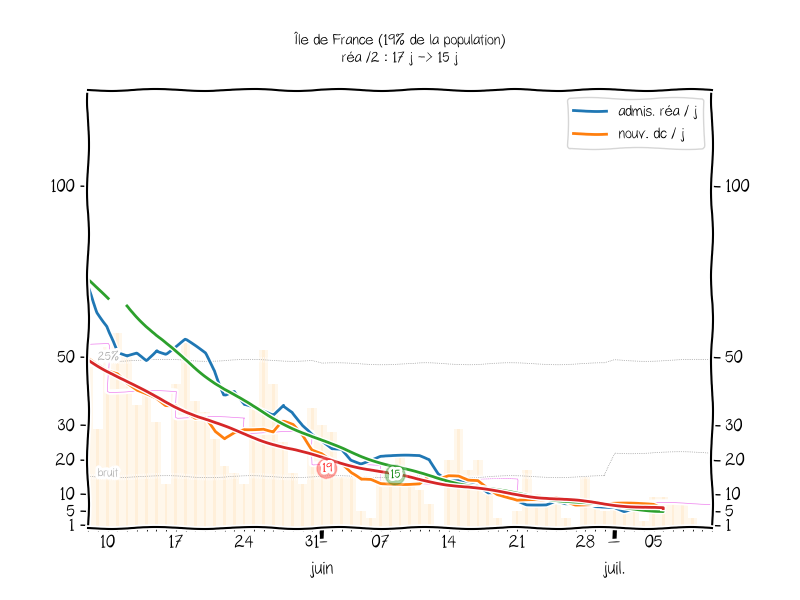 Île de France (19% de la population)
réa /2 : 17 j -> 15 j
admis. réa / j
nouv. dc / j
100
100
50
50
25%
30
30
20
20
bruit
19
15
10
10
5
5
1
1
10 17 24 31 07 14 21 28 05
juin juil.